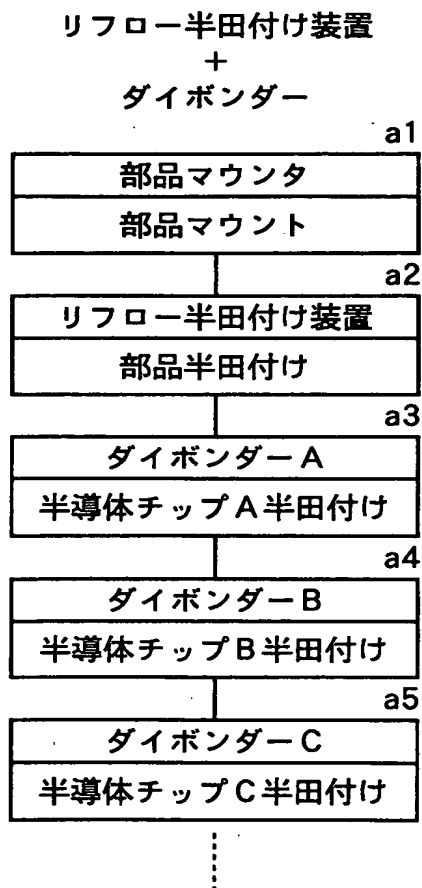 リフロー半田付け装置
+
ダイボンダー
a1
部品マウンタ
部品マウント
a2
リフロー半田付け装置
部品半田付け
a3
ダイボンダーA
半導体チップA半田付け
a4
ダイボンダーB
半導体チップB半田付け
a5
ダイボンダーC
半導体チップC半田付け